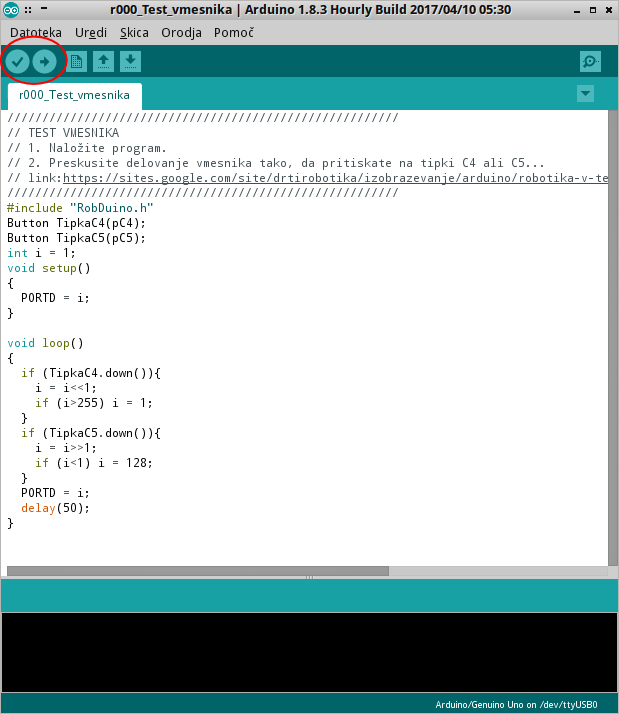 r000_Test_vmesnika | Arduino 1.8.3 Hourly Build 2017/04/10 05:30
Datoteka Uredi Skica Orodja Pomoč
r000_Test_vmesnika
////////////////////////////////////////////////////////
// TEST VMESNIKA
// 1. Naložite program.
// 2. Preskusite delovanje vmesnika tako, da pritiskate na tipki C4 ali C5...
// link:https://sites.google.com/site/drtirobotika/izobrazevanje/arduino/robotika-v-te
////////////////////////////////////////////////////////
#include "RobDuino.h"
Button TipkaC4(pC4);
Button TipkaC5(pC5);
int i = 1;
void setup()
{
  PORTD = i;
}

void loop()
{
  if (TipkaC4.down()){
    i = i<<1;
    if (i>255) i = 1;
  }
  if (TipkaC5.down()){
    i = i>>1;
    if (i<1) i = 128;
  }
  PORTD = i;
  delay(50);
}
Arduino/Genuino Uno on /dev/ttyUSB0